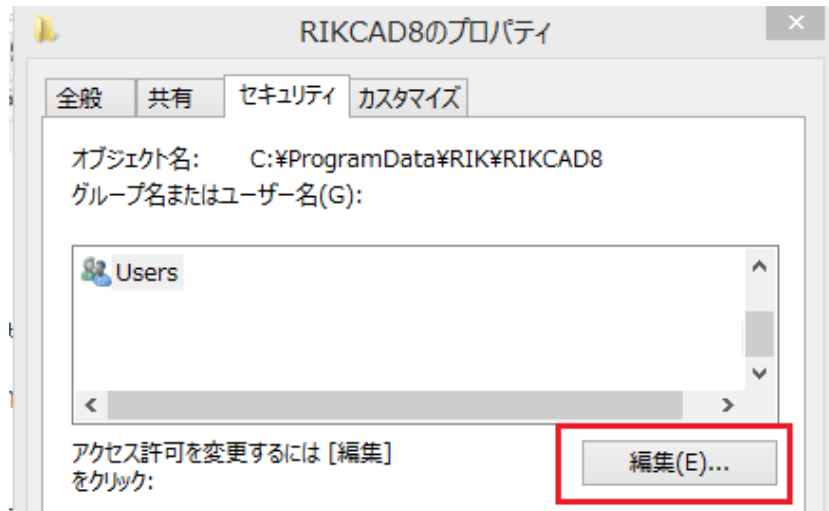 RIKCAD8のプロパティ
全般 共有 セキュリティ カスタマイズ
オブジェクト名: C:¥ProgramData¥RIK¥RIKCAD8
グループ名またはユーザー名(G):
Users
アクセス許可を変更するには [編集]
をクリック:
編集(E)...